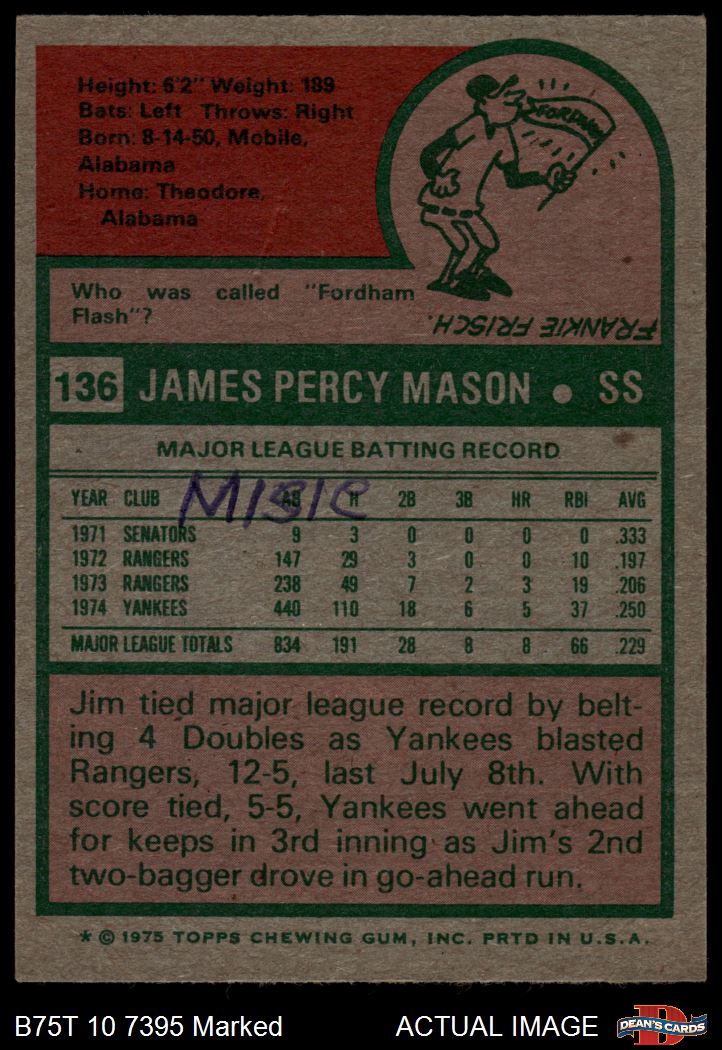 Height: 6'2" Weight: 189
Bats: Left Throws: Right
Born: 8-14-50, Mobile,
Alabama
Home: Theodore,
Alabama
FORDHAM
Who was called "Fordham
Flash"?
FRANKIE FRISCH.
136 JAMES PERCY MASON • SS
MAJOR LEAGUE BATTING RECORD
YEAR CLUB AB H 2B 3B HR RBI AVG
1971 SENATORS 9 3 0 0 0 0 .333
1972 RANGERS 147 29 3 0 0 10 .197
1973 RANGERS 238 49 7 2 3 19 .206
1974 YANKEES 440 110 18 6 5 37 .250
MAJOR LEAGUE TOTALS 834 191 28 8 8 66 .229
Jim tied major league record by belt-
ing 4 Doubles as Yankees blasted
Rangers, 12-5, last July 8th. With
score tied, 5-5, Yankees went ahead
for keeps in 3rd inning as Jim's 2nd
two-bagger drove in go-ahead run.
* © 1975 TOPPS CHEWING GUM, INC. PRTD IN U.S.A.
B75T 10 7395 Marked ACTUAL IMAGE DEAN'S CARDS